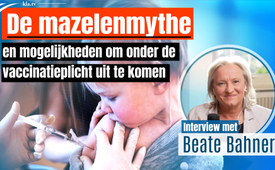 kla.tv
De mazelenmythe
en mogelijkheden om onder de
vaccinatieplicht uit te komen
Interview met
Beate Bahner